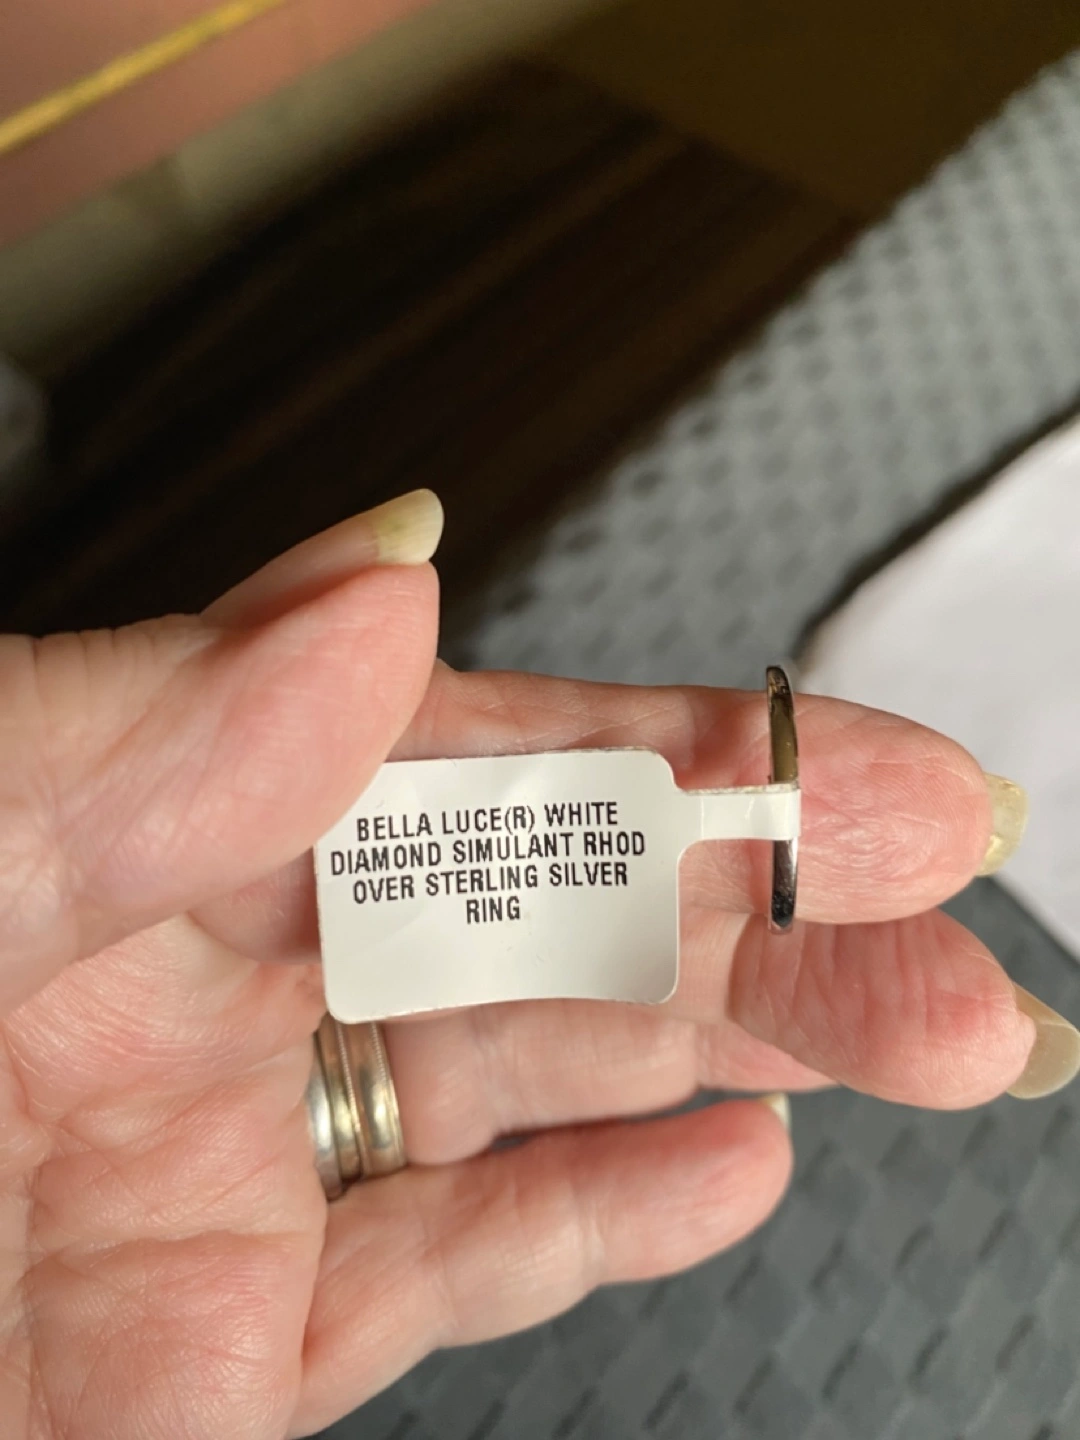 BELLA LUCE(R) WHITE
DIAMOND SIMULANT RHOD
OVER STERLING SILVER
RING